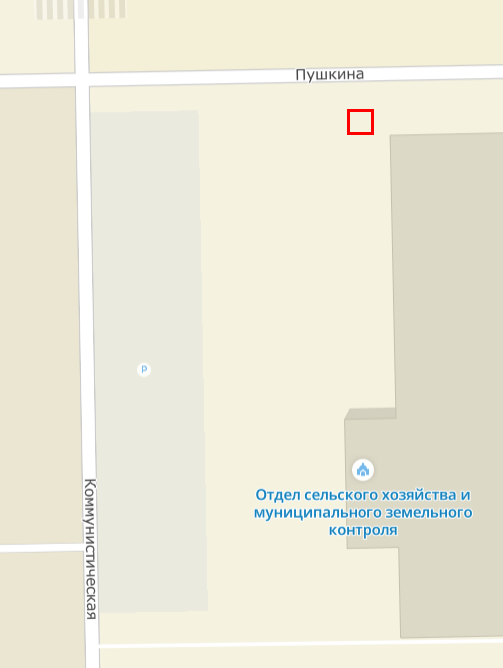 Пушкина
P
Отдел сельского хозяйства и
муниципального земельного
контроля
Коммунистическая